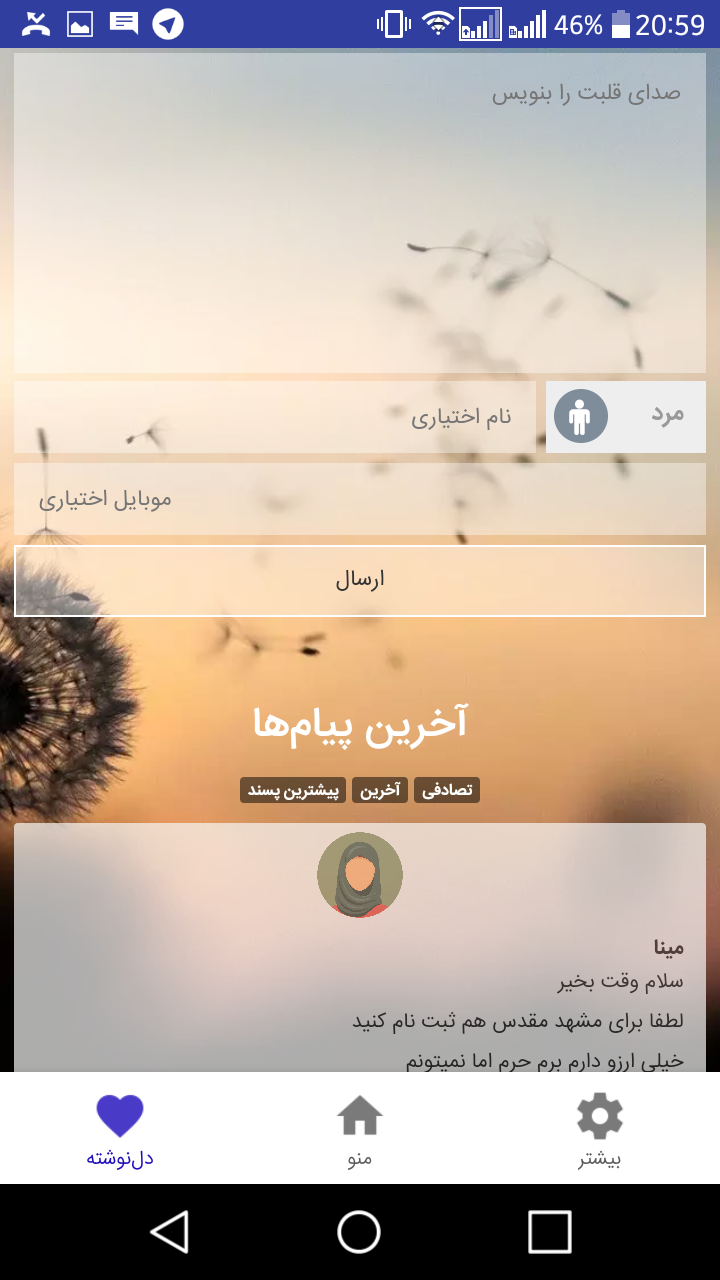 46% 20:59
صدای قلبت را بنویس
مرد
نام اختیاری
موبایل اختیاری
ارسال
آخرین پیام‌ها
تصادفی آخرین پیشترین پسند
مینا
سلام وقت بخیر
لطفا برای مشهد مقدس هم ثبت نام کنید
خیلی ارزو دارم برم حرم اما نمیتونم
بیشتر منو دل‌نوشته